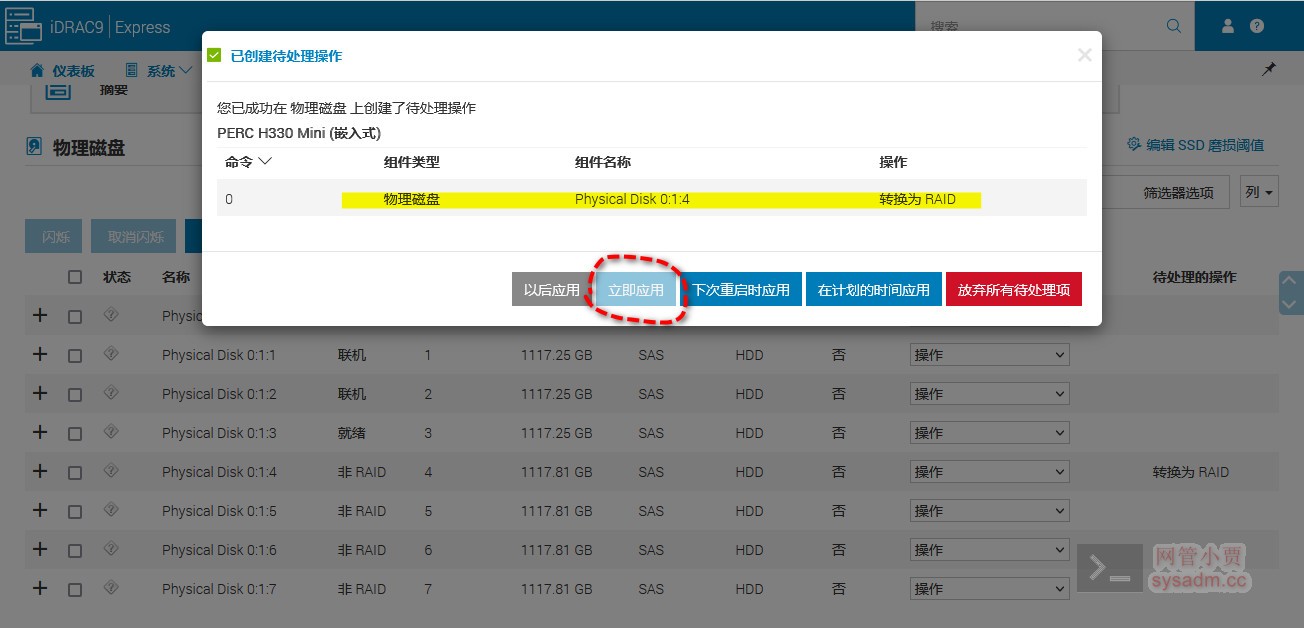 iDRAC9 | Express
搜索
仪表板 系统
摘要
已创建待处理操作
您已成功在 物理磁盘 上创建了待处理操作
PERC H330 Mini (嵌入式)
命令 组件类型 组件名称 操作
0 物理磁盘 Physical Disk 0:1:4 转换为 RAID
以后应用 立即应用 下次重启时应用 在计划的时间应用 放弃所有待处理项
物理磁盘
编辑 SSD 磨损阈值
筛选器选项 列
闪烁 取消闪烁
状态 名称 待处理的操作
Physic
Physical Disk 0:1:1 联机 1 1117.25 GB SAS HDD 否 操作
Physical Disk 0:1:2 联机 2 1117.25 GB SAS HDD 否 操作
Physical Disk 0:1:3 就绪 3 1117.25 GB SAS HDD 否 操作
Physical Disk 0:1:4 非 RAID 4 1117.81 GB SAS HDD 否 操作 转换为 RAID
Physical Disk 0:1:5 非 RAID 5 1117.81 GB SAS HDD 否 操作
Physical Disk 0:1:6 非 RAID 6 1117.81 GB SAS HDD 否 操作
Physical Disk 0:1:7 非 RAID 7 1117.81 GB SAS HDD 否 操作
网管小贾
sysadm.cc